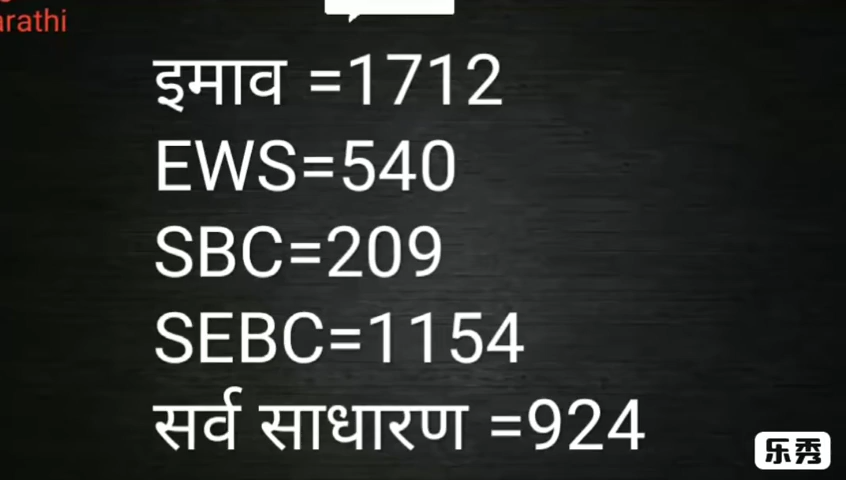 arathi
इमाव =1712
EWS=540
SBC=209
SEBC=1154
सर्व साधारण =924
乐秀